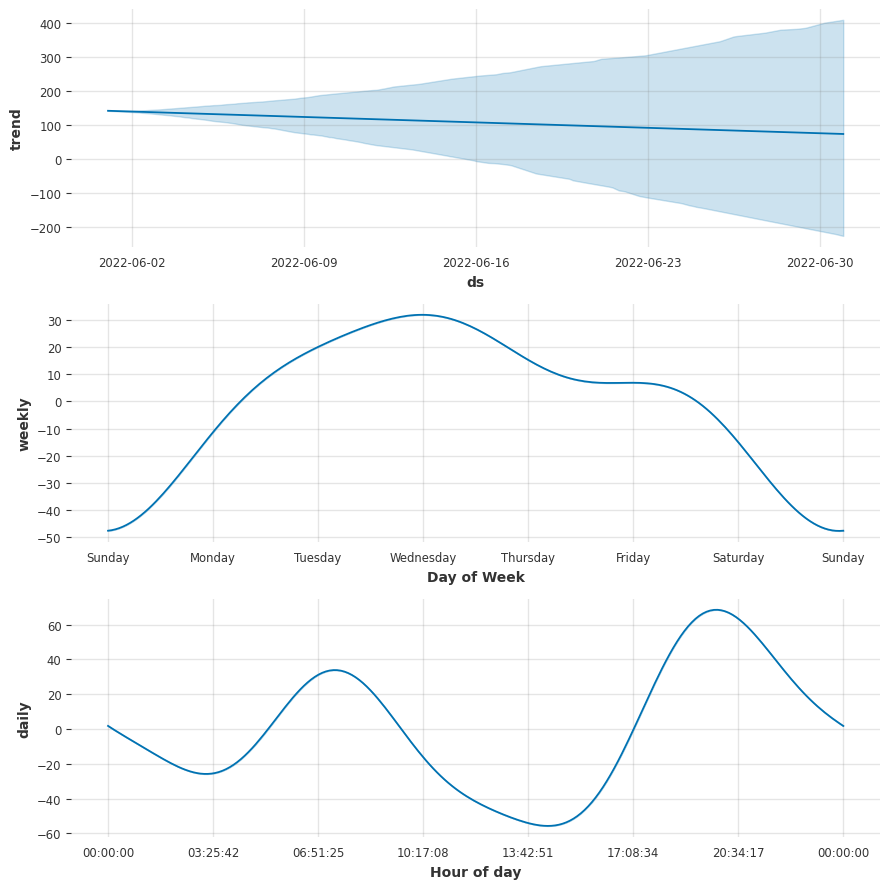 400
300
200
100
0
−100
−200
trend
2022-06-02 2022-06-09 2022-06-16 2022-06-23 2022-06-30
ds
30
20
10
0
−10
−20
−30
−40
−50
weekly
Sunday Monday Tuesday Wednesday Thursday Friday Saturday Sunday
Day of Week
60
40
20
0
−20
−40
−60
daily
00:00:00 03:25:42 06:51:25 10:17:08 13:42:51 17:08:34 20:34:17 00:00:00
Hour of day